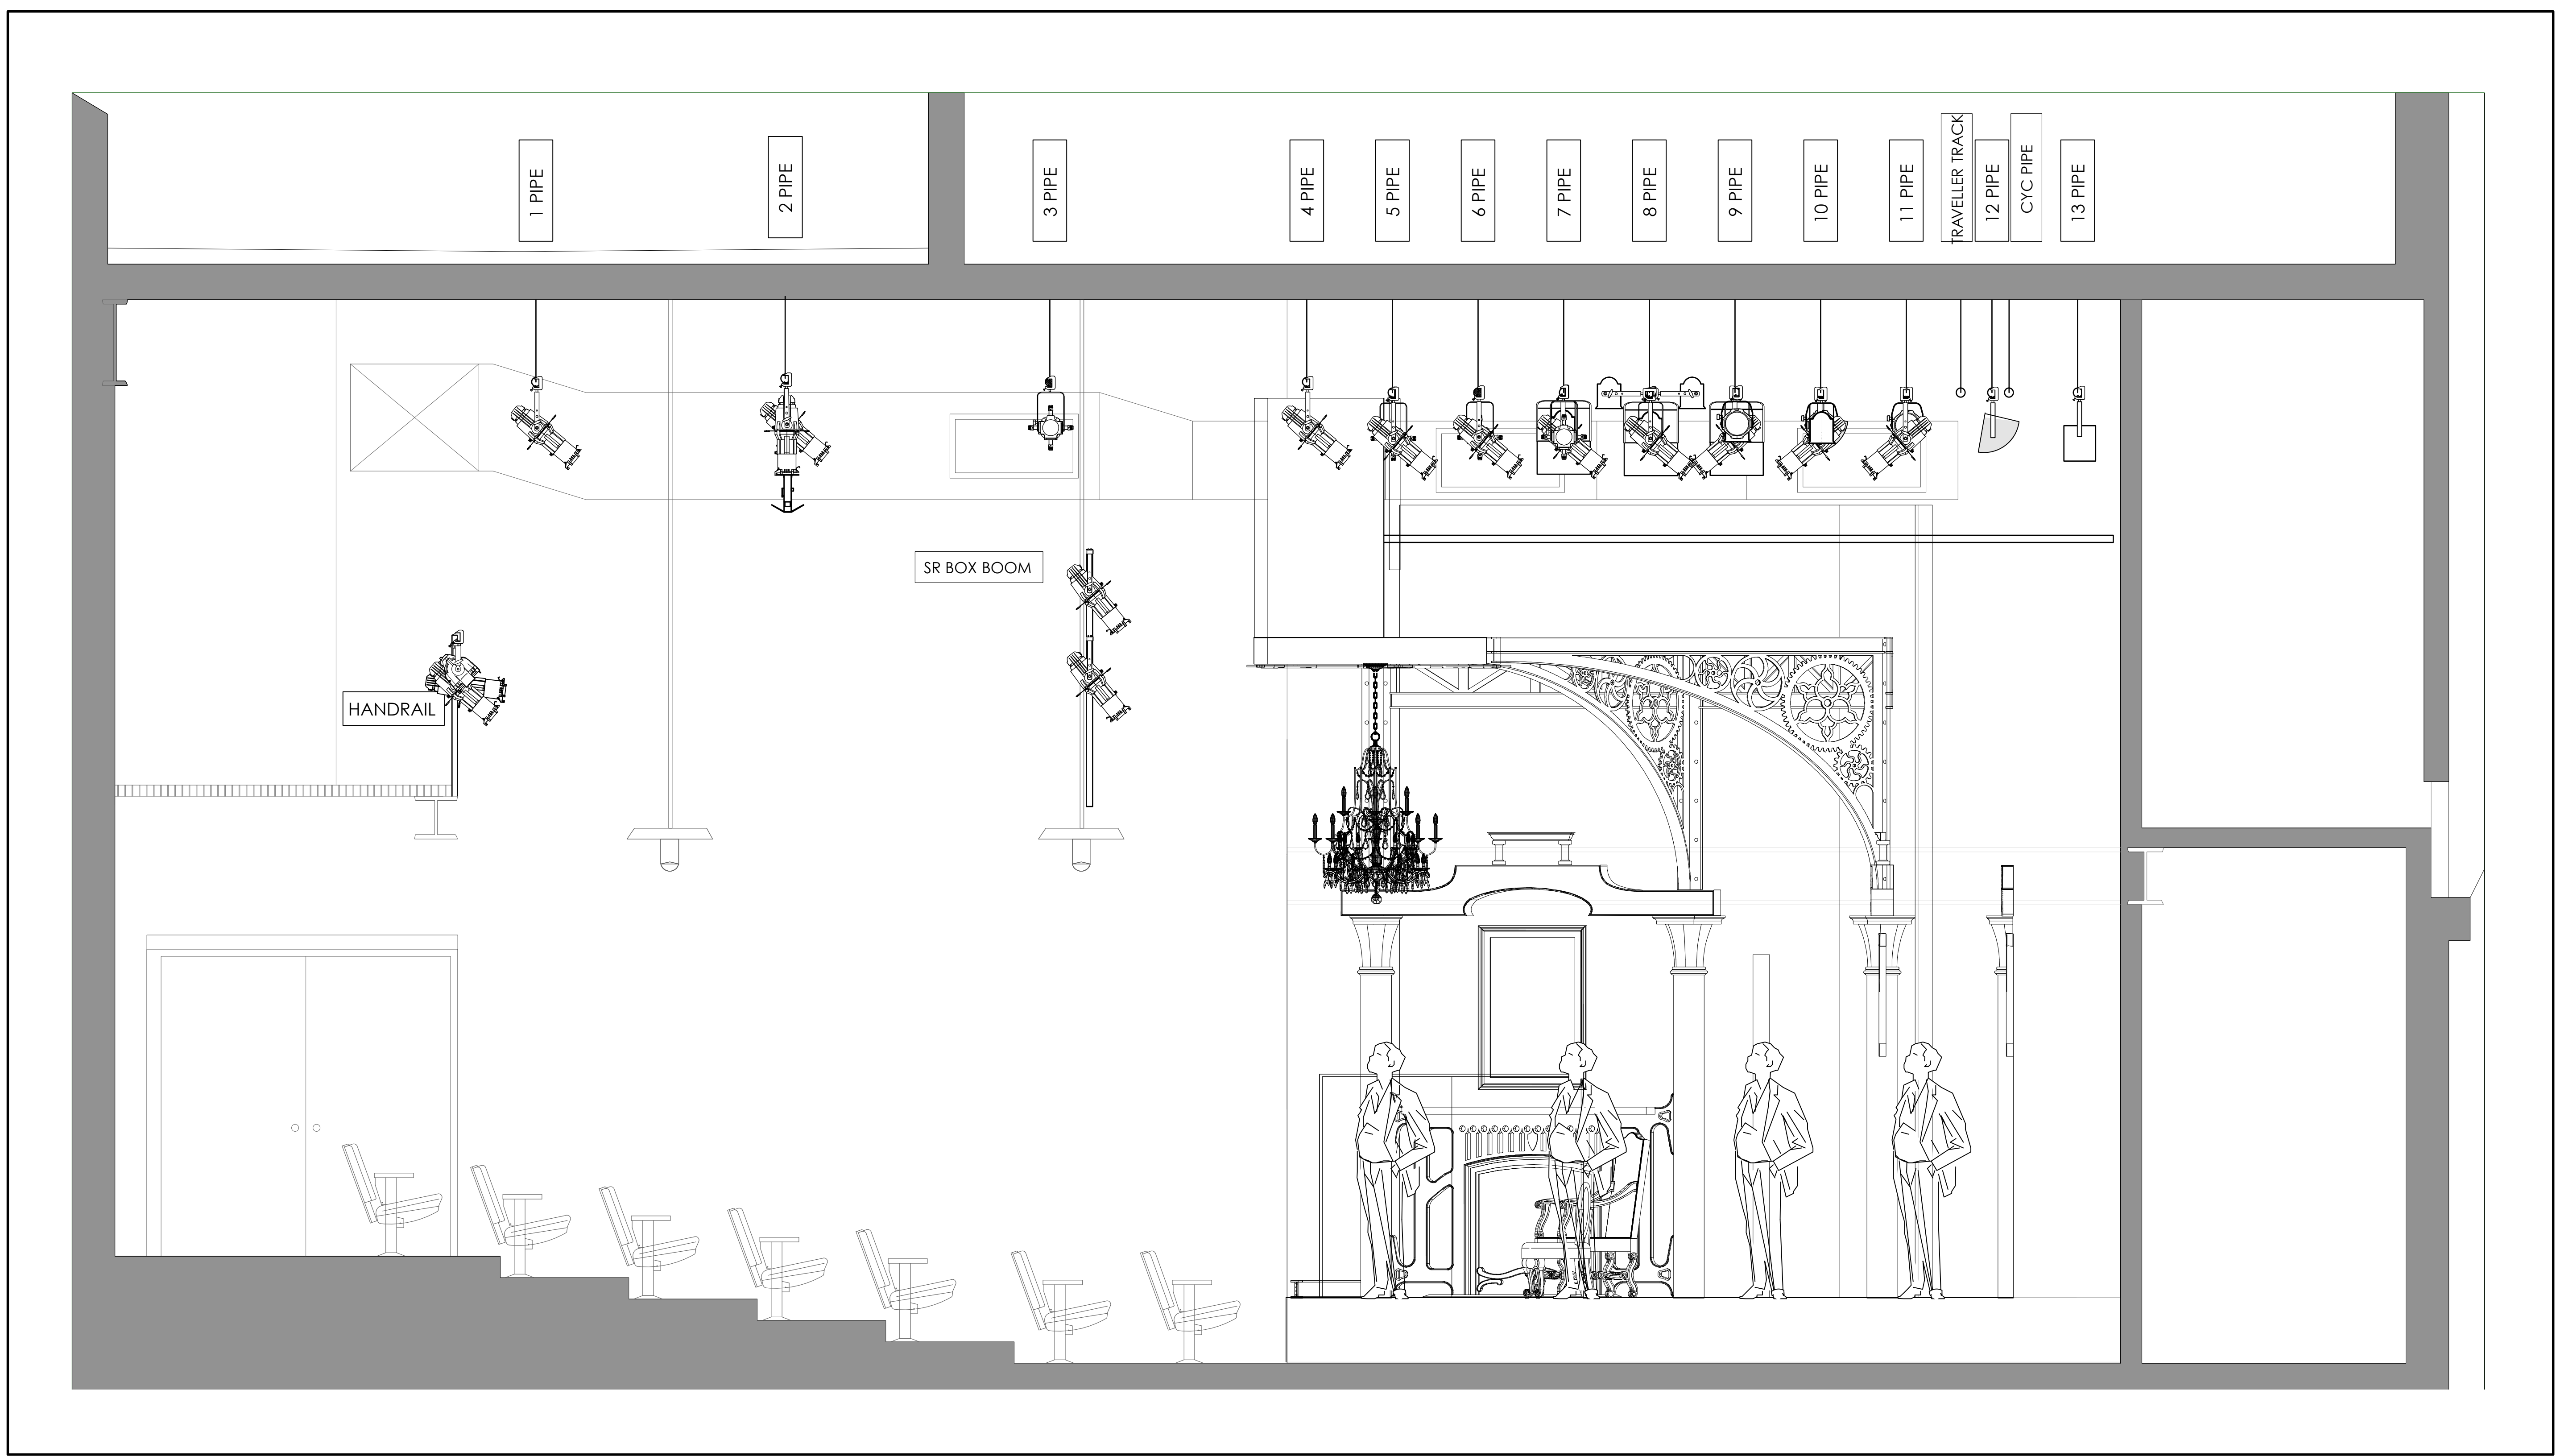 1 PIPE
2 PIPE
3 PIPE
4 PIPE
5 PIPE
6 PIPE
7 PIPE
8 PIPE
9 PIPE
10 PIPE
11 PIPE
TRAVELLER TRACK
12 PIPE
CYC PIPE
13 PIPE
SR BOX BOOM
HANDRAIL